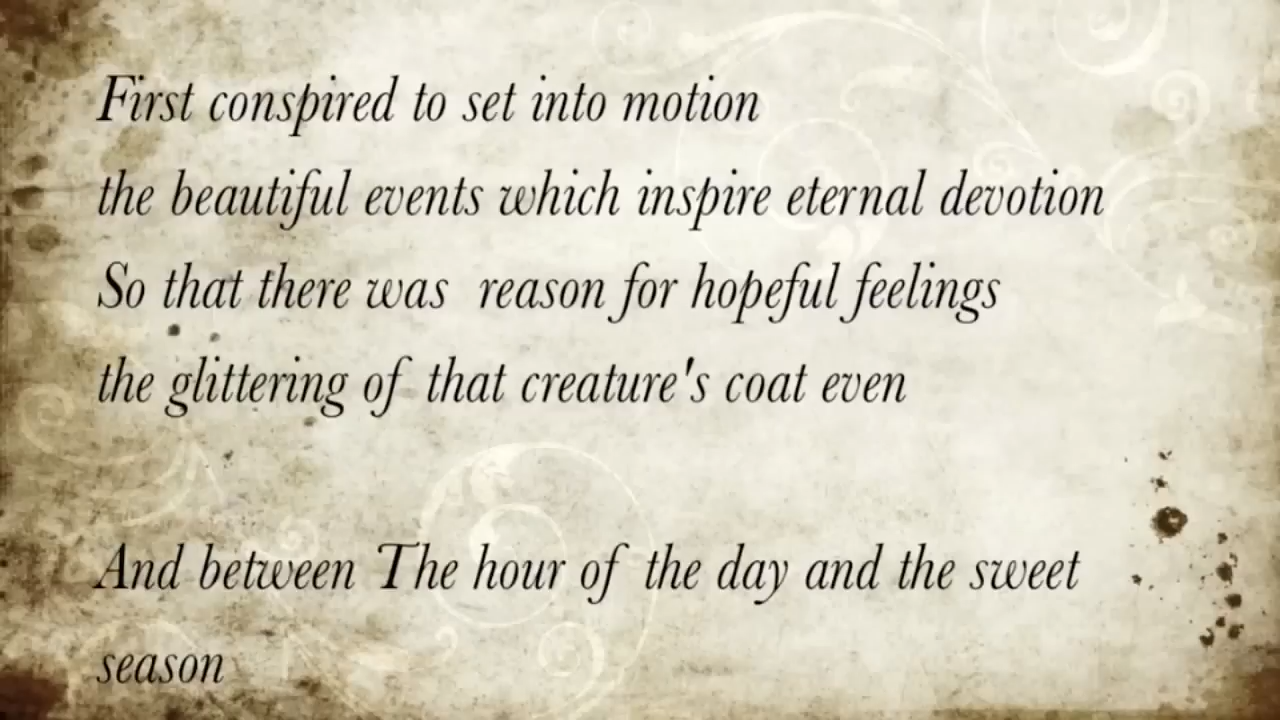 First conspired to set into motion
the beautiful events which inspire eternal devotion
So that there was  reason for hopeful feelings
the glittering of that creature's coat even
And between The hour of the day and the sweet
season